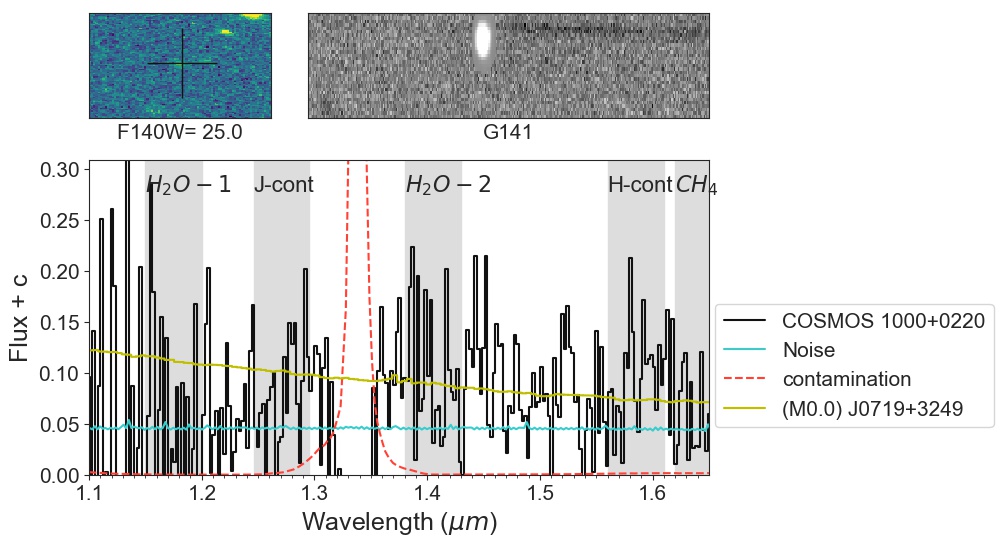 F140W= 25.0
G141
H₂O − 1
J-cont
H₂O − 2
H-cont
CH₄
0.30
0.25
0.20
0.15
0.10
0.05
0.00
Flux + c
1.1
1.2
1.3
1.4
1.5
1.6
Wavelength (μm)
COSMOS 1000+0220
Noise
contamination
(M0.0) J0719+3249